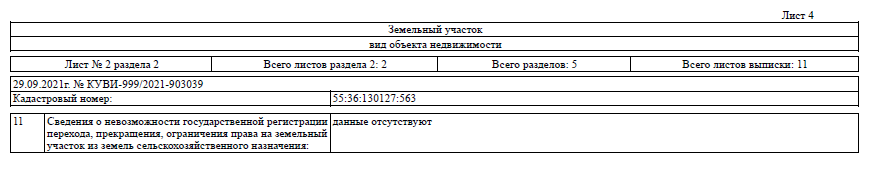 Лист 4
Земельный участок
вид объекта недвижимости
Лист № 2 раздела 2 Всего листов раздела 2: 2 Всего разделов: 5 Всего листов выписки: 11
29.09.2021г. № КУВИ-999/2021-903039
Кадастровый номер: 55:36:130127:563
11 Сведения о невозможности государственной регистрации данные отсутствуют
перехода, прекращения, ограничения права на земельный
участок из земель сельскохозяйственного назначения: